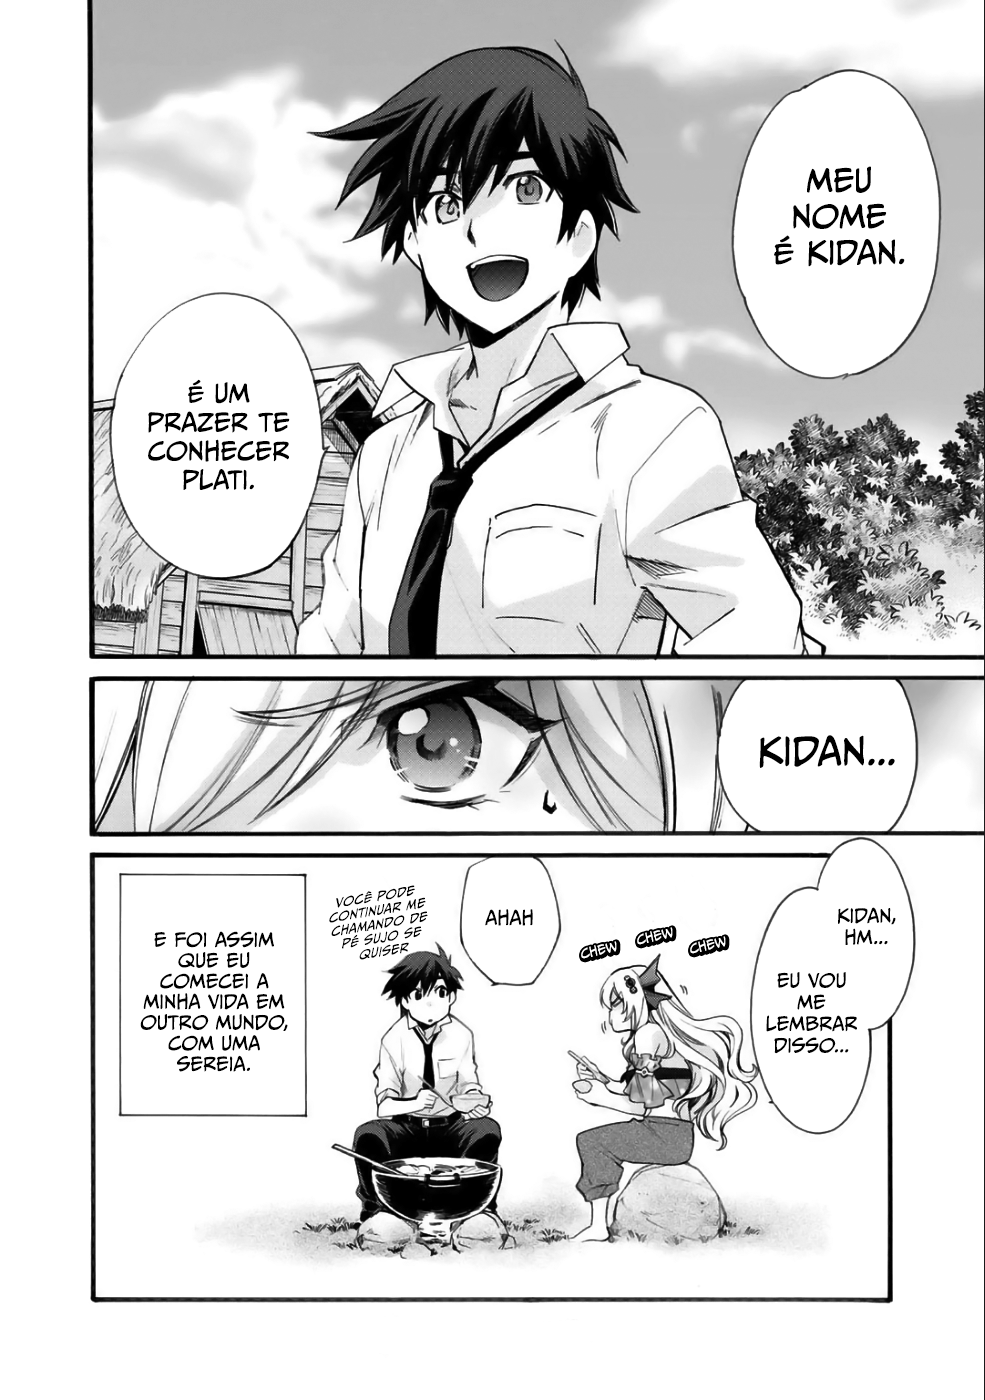 MEU
NOME
É KIDAN.
É UM
PRAZER TE
CONHECER
PLATI.
KIDAN...
KIDAN,
HM...
EU VOU
ME
LEMBRAR
DISSO...
CHEW
CHEW
CHEW
AHAH
VOCÊ PODE
CONTINUAR ME
CHAMANDO DE
PÉ SUJO SE
QUISER
E FOI ASSIM
QUE EU
COMECEI A
MINHA VIDA EM
OUTRO MUNDO,
COM UMA
SEREIA.